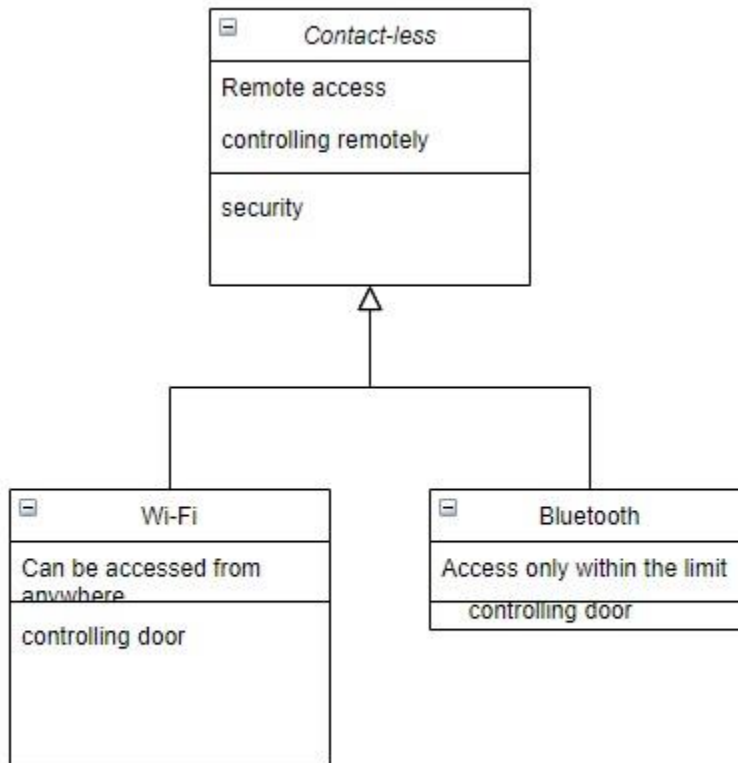 Contact-less
Remote access
controlling remotely
security
Wi-Fi
Can be accessed from
anywhere
controlling door
Bluetooth
Access only within the limit
controlling door